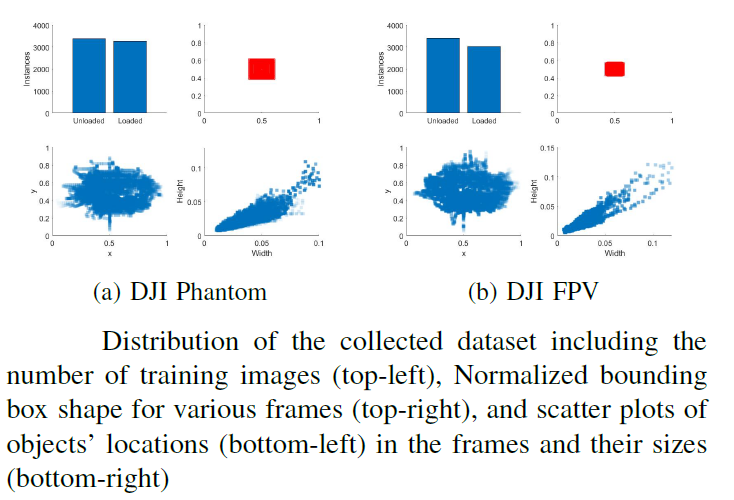 4000
3000
2000
1000
0
Instances
Unloaded Loaded
1
0.8
0.6
0.4
0.2
0
0 0.5 1
4000
3000
2000
1000
0
Instances
Unloaded Loaded
1
0.8
0.6
0.4
0.2
0
0 0.5 1
1
0.8
0.6
0.4
0.2
0
y
0 0.5 1
x
0.1
0.05
0
Height
0 0.05 0.1
Width
1
0.8
0.6
0.4
0.2
0
y
0 0.5 1
x
0.15
0.1
0.05
0
Height
0 0.05 0.1
Width
(a) DJI Phantom
(b) DJI FPV
Distribution of the collected dataset including the
number of training images (top-left), Normalized bounding
box shape for various frames (top-right), and scatter plots of
objects' locations (bottom-left) in the frames and their sizes
(bottom-right)